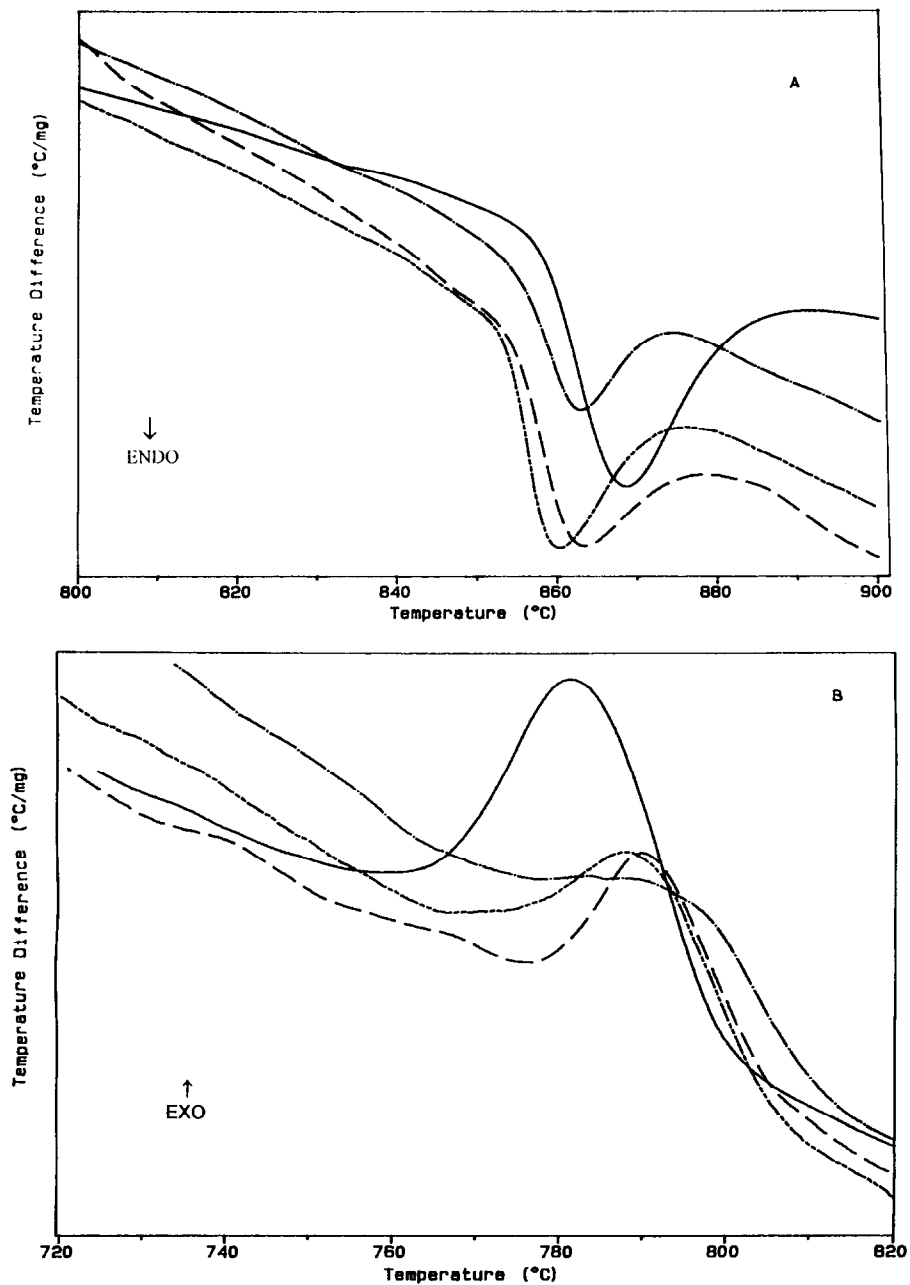 A
Temperature Difference (°C/mg)
↓
ENDO
800 820 840 860 880 900
Temperature (°C)
B
Temperature Difference (°C/mg)
↑
EXO
720 740 760 780 800 820
Temperature (°C)